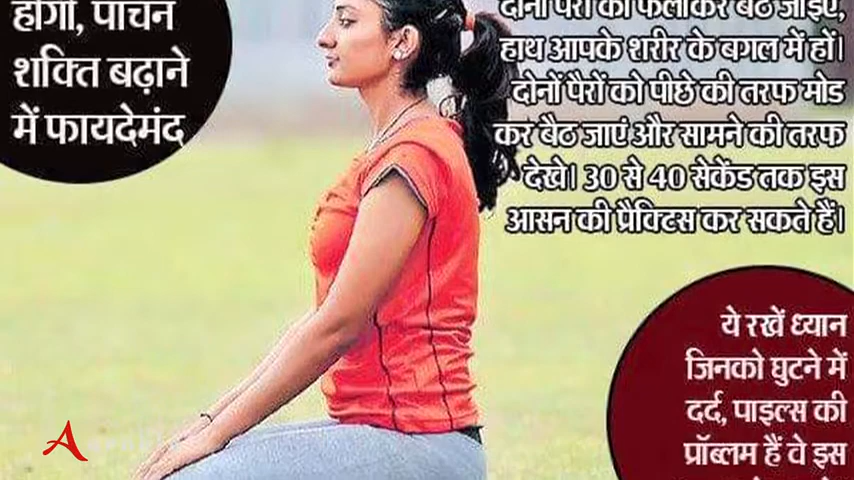 होगा, पाचन
शक्ति बढ़ाने
में फायदेमंद
दोनों पैरों को फैलाकर बैठ जाइए,
हाथ आपके शरीर के बगल में हों।
दोनों पैरों को पीछे की तरफ मोड
कर बैठ जाएं और सामने की तरफ
देखे। 30 से 40 सेकेंड तक इस
आसन की प्रैक्टिस कर सकते हैं।
ये रखें ध्यान
जिनको घुटने में
दर्द, पाइल्स की
प्रॉब्लम हैं वे इस
A